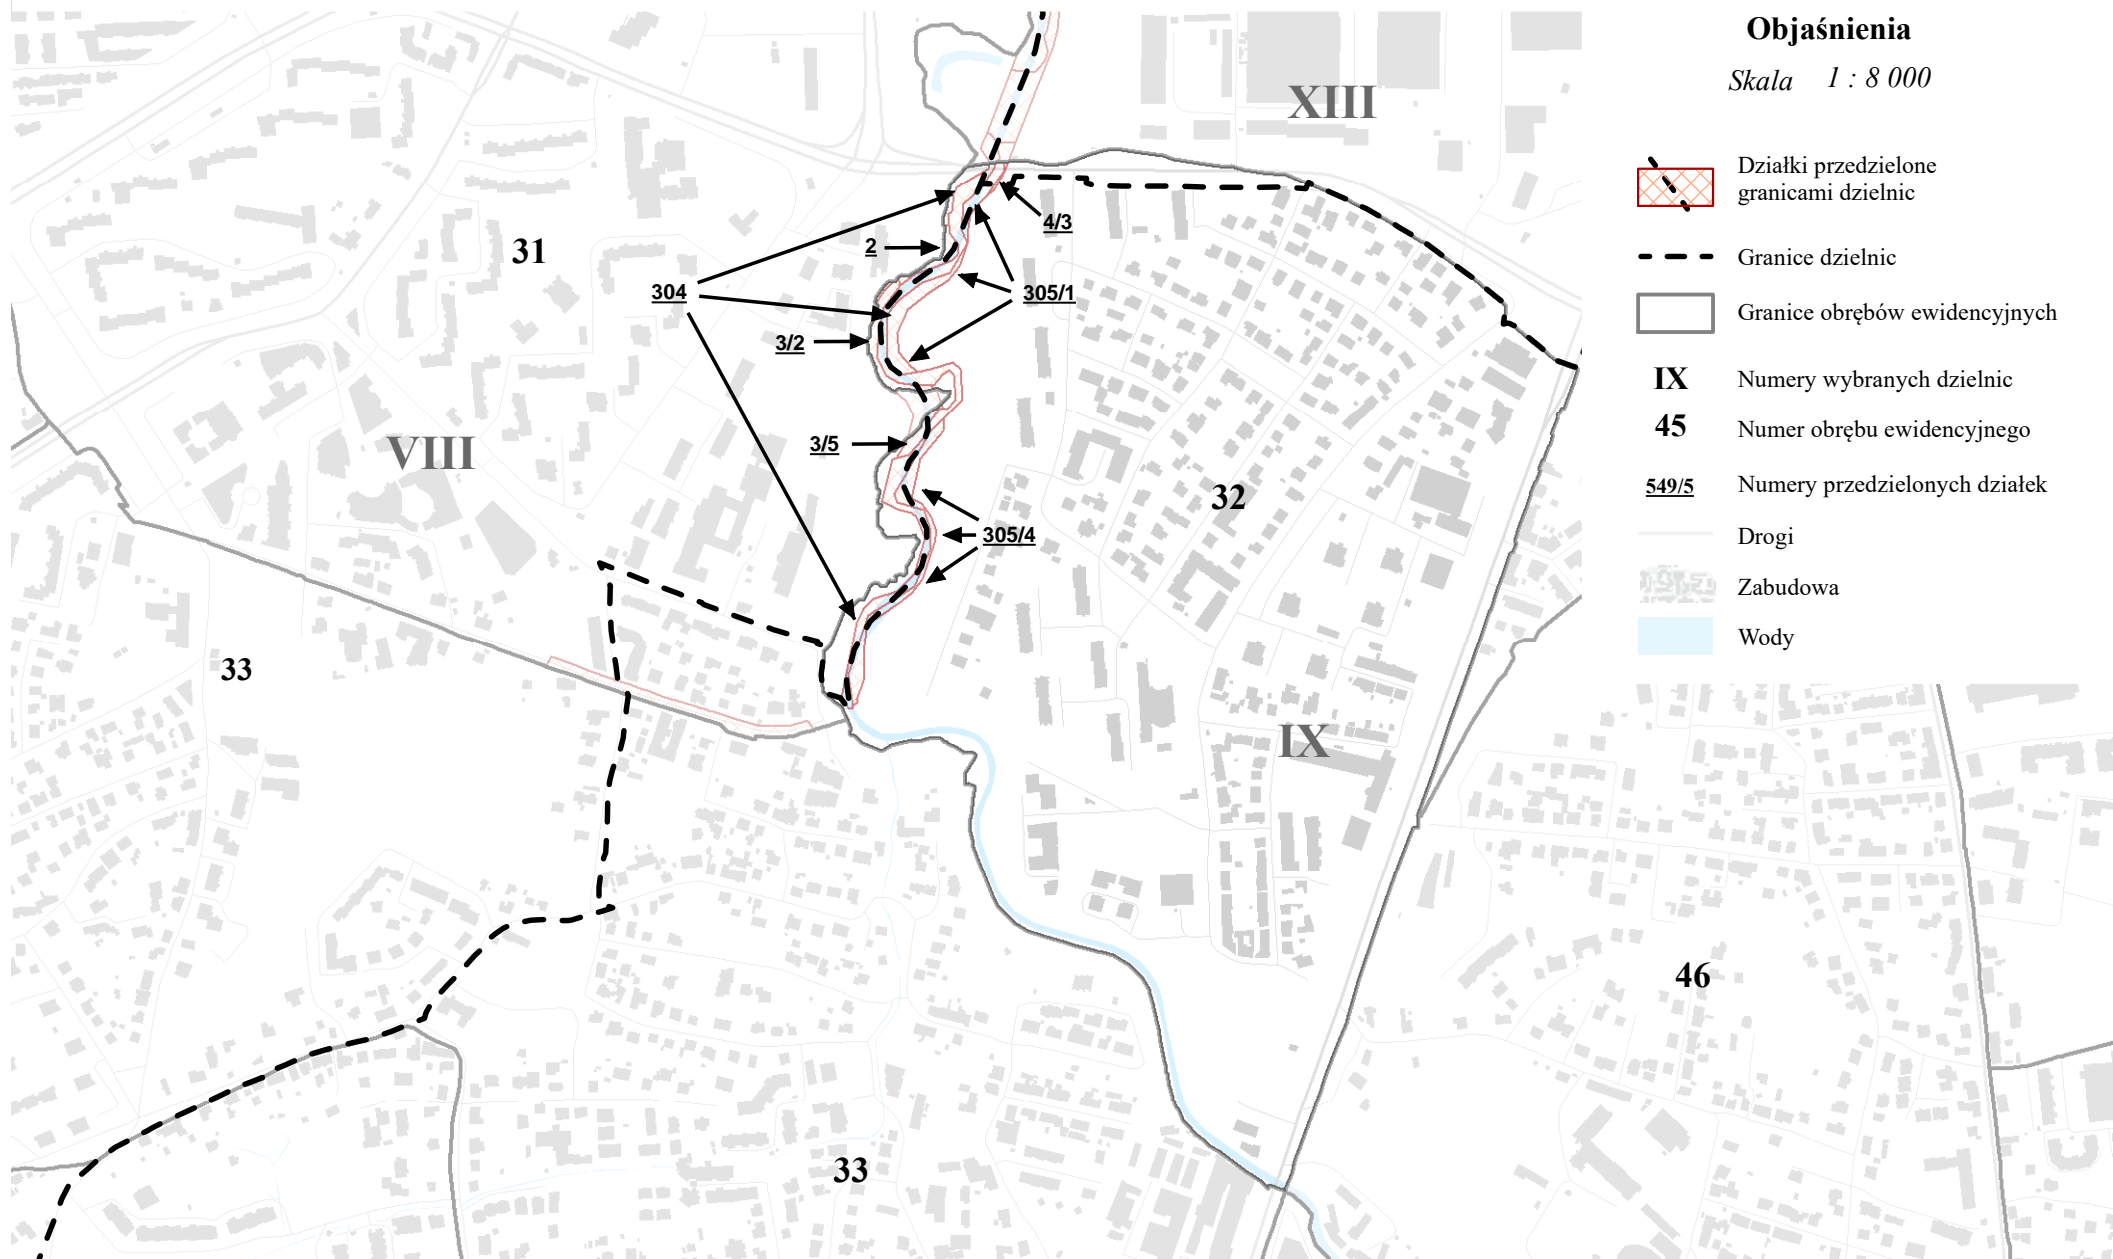 Objaśnienia
Skala 1 : 8 000
Działki przedzielone
granicami dzielnic
Granice dzielnic
Granice obrębów ewidencyjnych
IX Numery wybranych dzielnic
45 Numer obrębu ewidencyjnego
549/5 Numery przedzielonych działek
Drogi
Zabudowa
Wody
XIII
4/3
2
31
304
305/1
3/2
3/5
VIII
32
305/4
33
IX
46
33